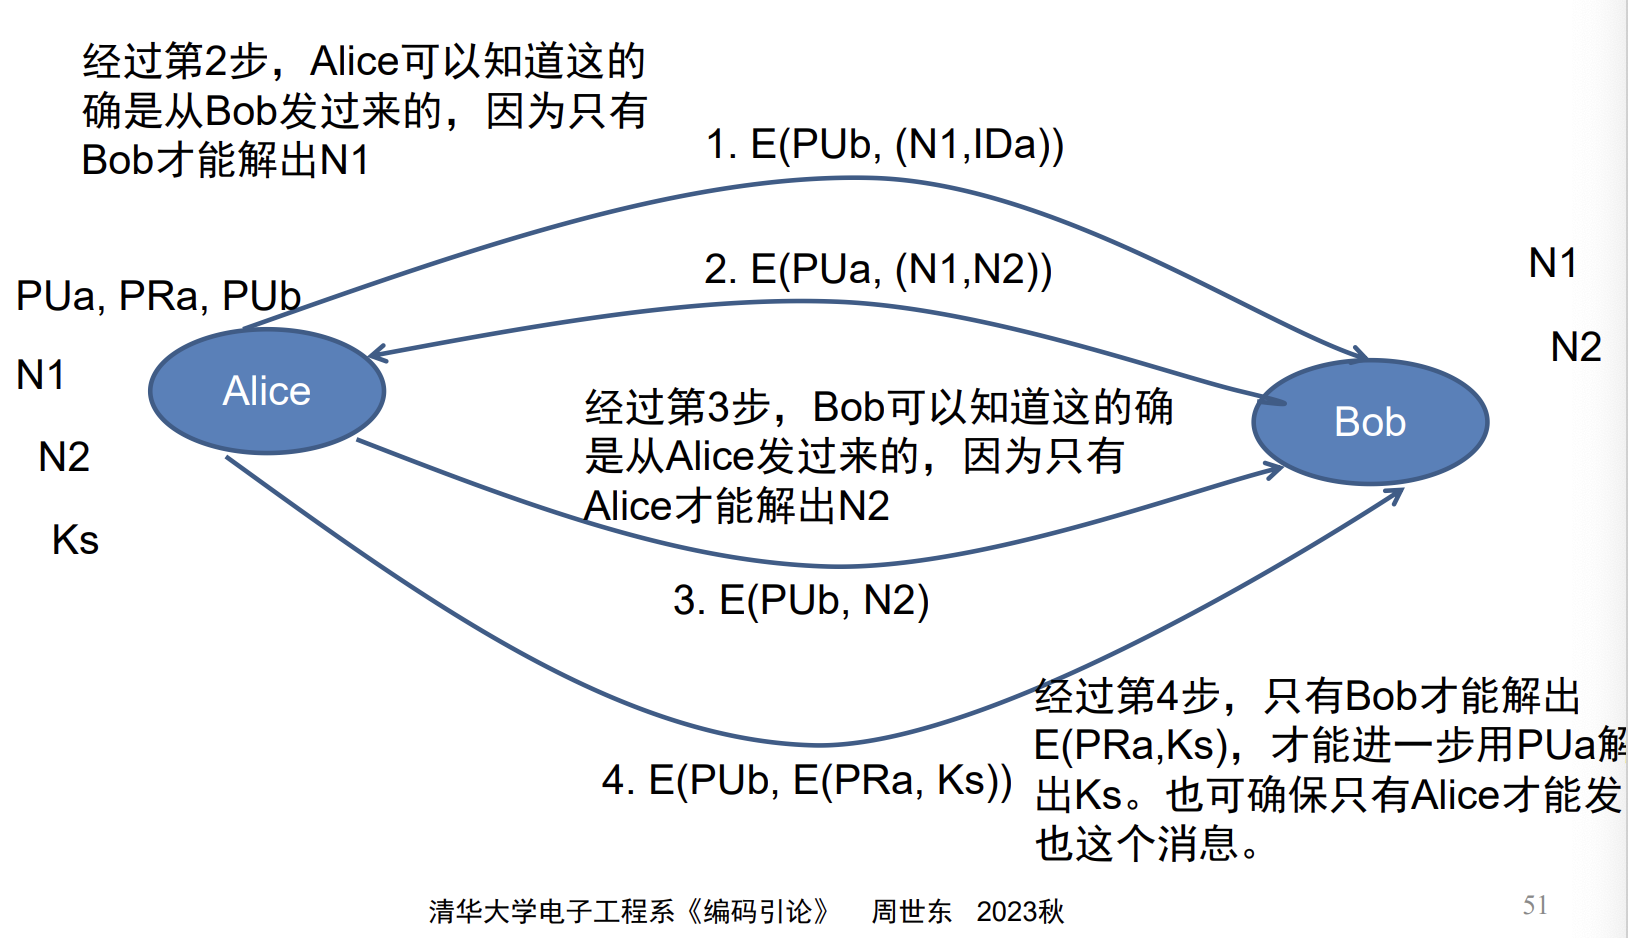 经过第2步，Alice可以知道这的
确是从Bob发过来的，因为只有
Bob才能解出N1
1. E(PUb, (N1,IDa))
2. E(PUa, (N1,N2))
N1
PUa, PRa, PUb
N2
N1
Alice
Bob
经过第3步，Bob可以知道这的确
是从Alice发过来的，因为只有
Alice才能解出N2
N2
Ks
3. E(PUb, N2)
经过第4步，只有Bob才能解出
E(PRa,Ks)，才能进一步用PUa解
出Ks。也可确保只有Alice才能发
也这个消息。
4. E(PUb, E(PRa, Ks))
清华大学电子工程系《编码引论》 周世东 2023秋
51